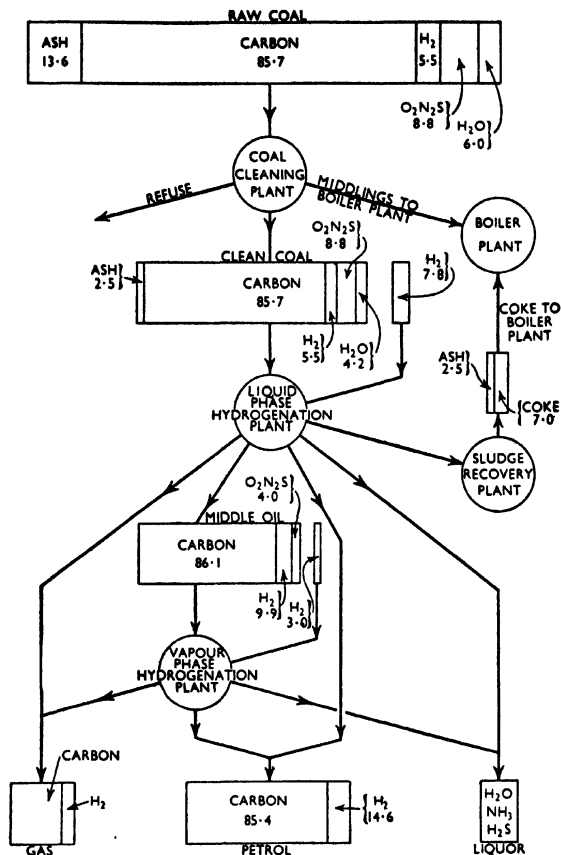 RAW COAL
ASH
13·6
CARBON
85·7
H2
5·5
O2N2S
8·8
H2O
6·0
COAL
CLEANING
PLANT
REFUSE
MIDDLINGS TO
BOILER PLANT
BOILER
PLANT
O2N2S
8·8
CLEAN COAL
ASH
2·5
CARBON
85·7
H2
7·8
H2
5·5
H2O
4·2
COKE TO
BOILER
PLANT
ASH
2·5
COKE
7·0
LIQUID
PHASE
HYDROGENATION
PLANT
SLUDGE
RECOVERY
PLANT
O2N2S
4·0
MIDDLE OIL
CARBON
86·1
H2
9·9
H2
3·0
VAPOUR
PHASE
HYDROGENATION
PLANT
CARBON
H2
CARBON
85·4
H2
14·6
H2O
NH3
H2S
GAS
PETROL
LIQUOR